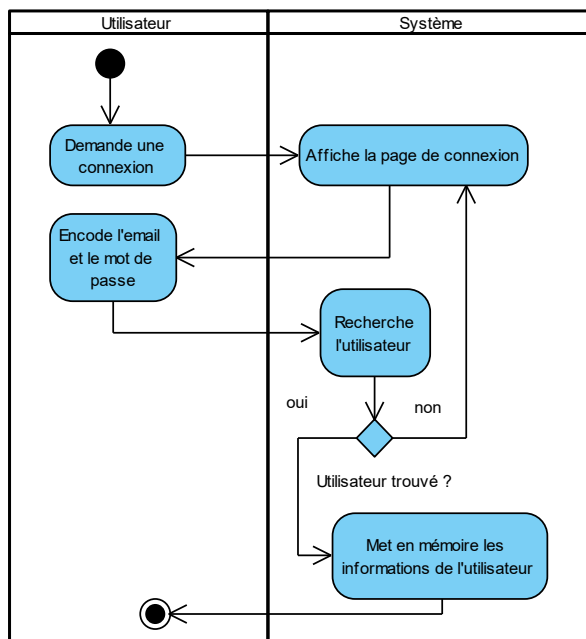 Utilisateur
Système
Demande une
connexion
Affiche la page de connexion
Encode l'email
et le mot de
passe
Recherche
l'utilisateur
oui
non
Utilisateur trouvé ?
Met en mémoire les
informations de l'utilisateur